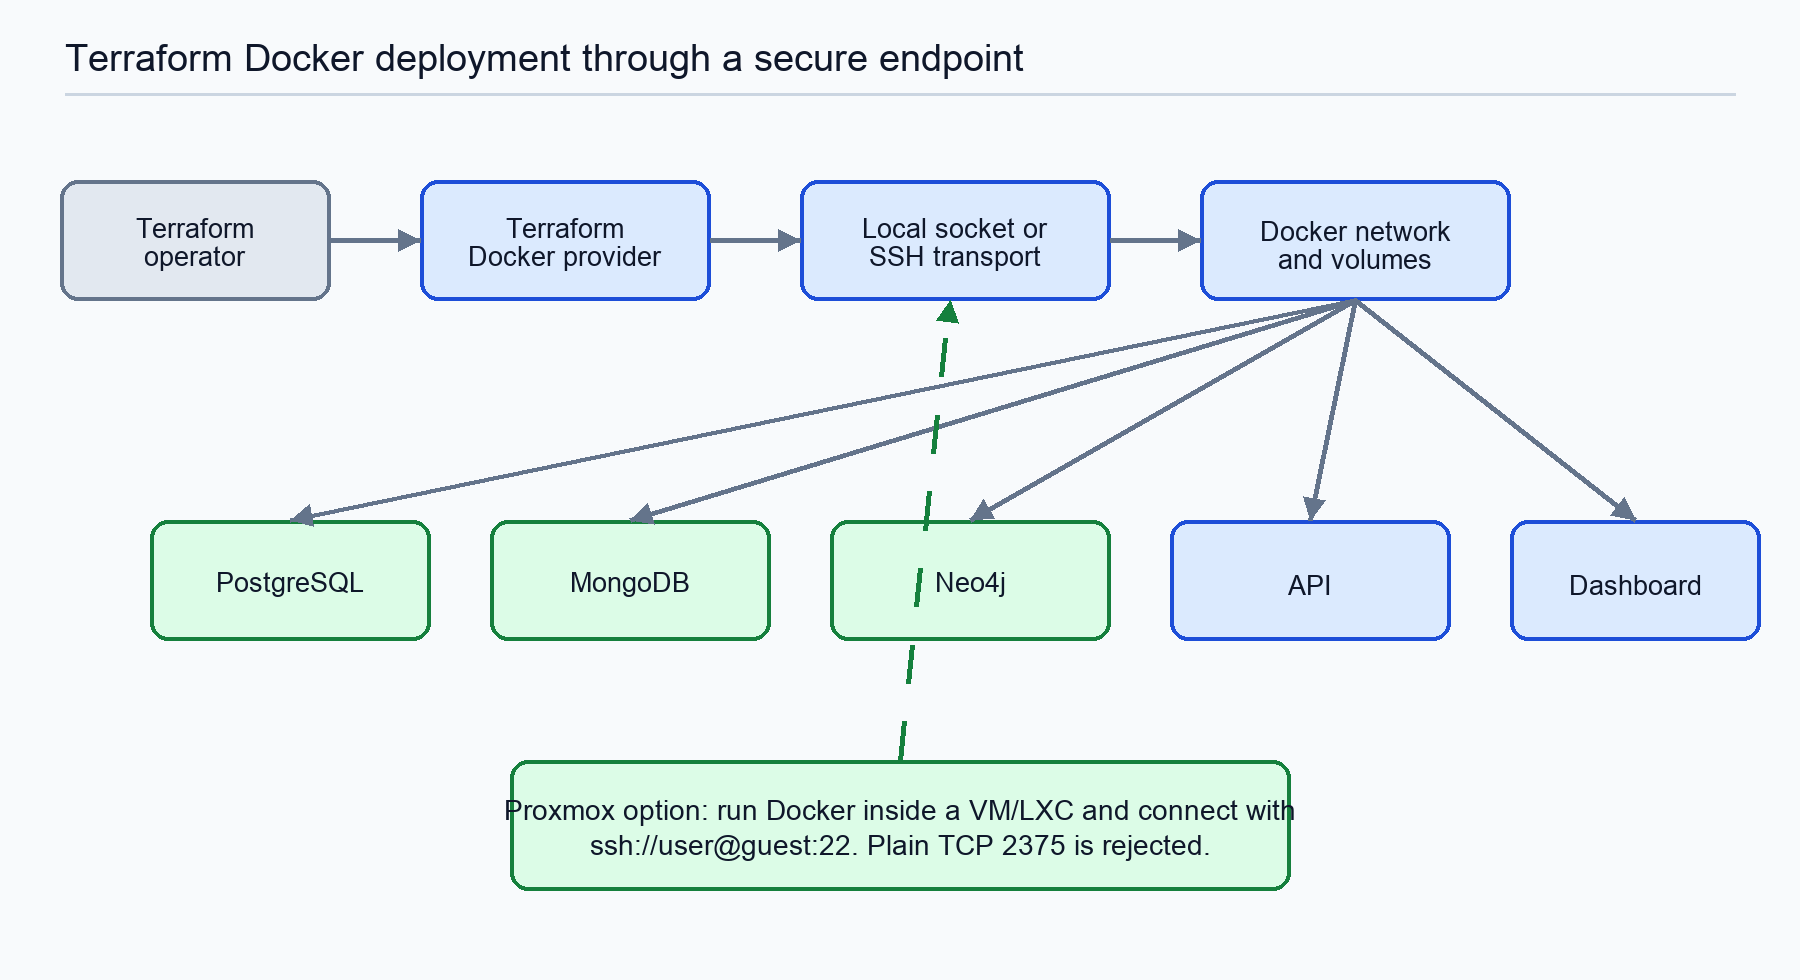 Terraform Docker deployment through a secure endpoint
Terraform
operator
Terraform
Docker provider
Local socket or
SSH transport
Docker network
and volumes
PostgreSQL
MongoDB
Neo4j
API
Dashboard
Proxmox option: run Docker inside a VM/LXC and connect with
ssh://user@guest:22. Plain TCP 2375 is rejected.